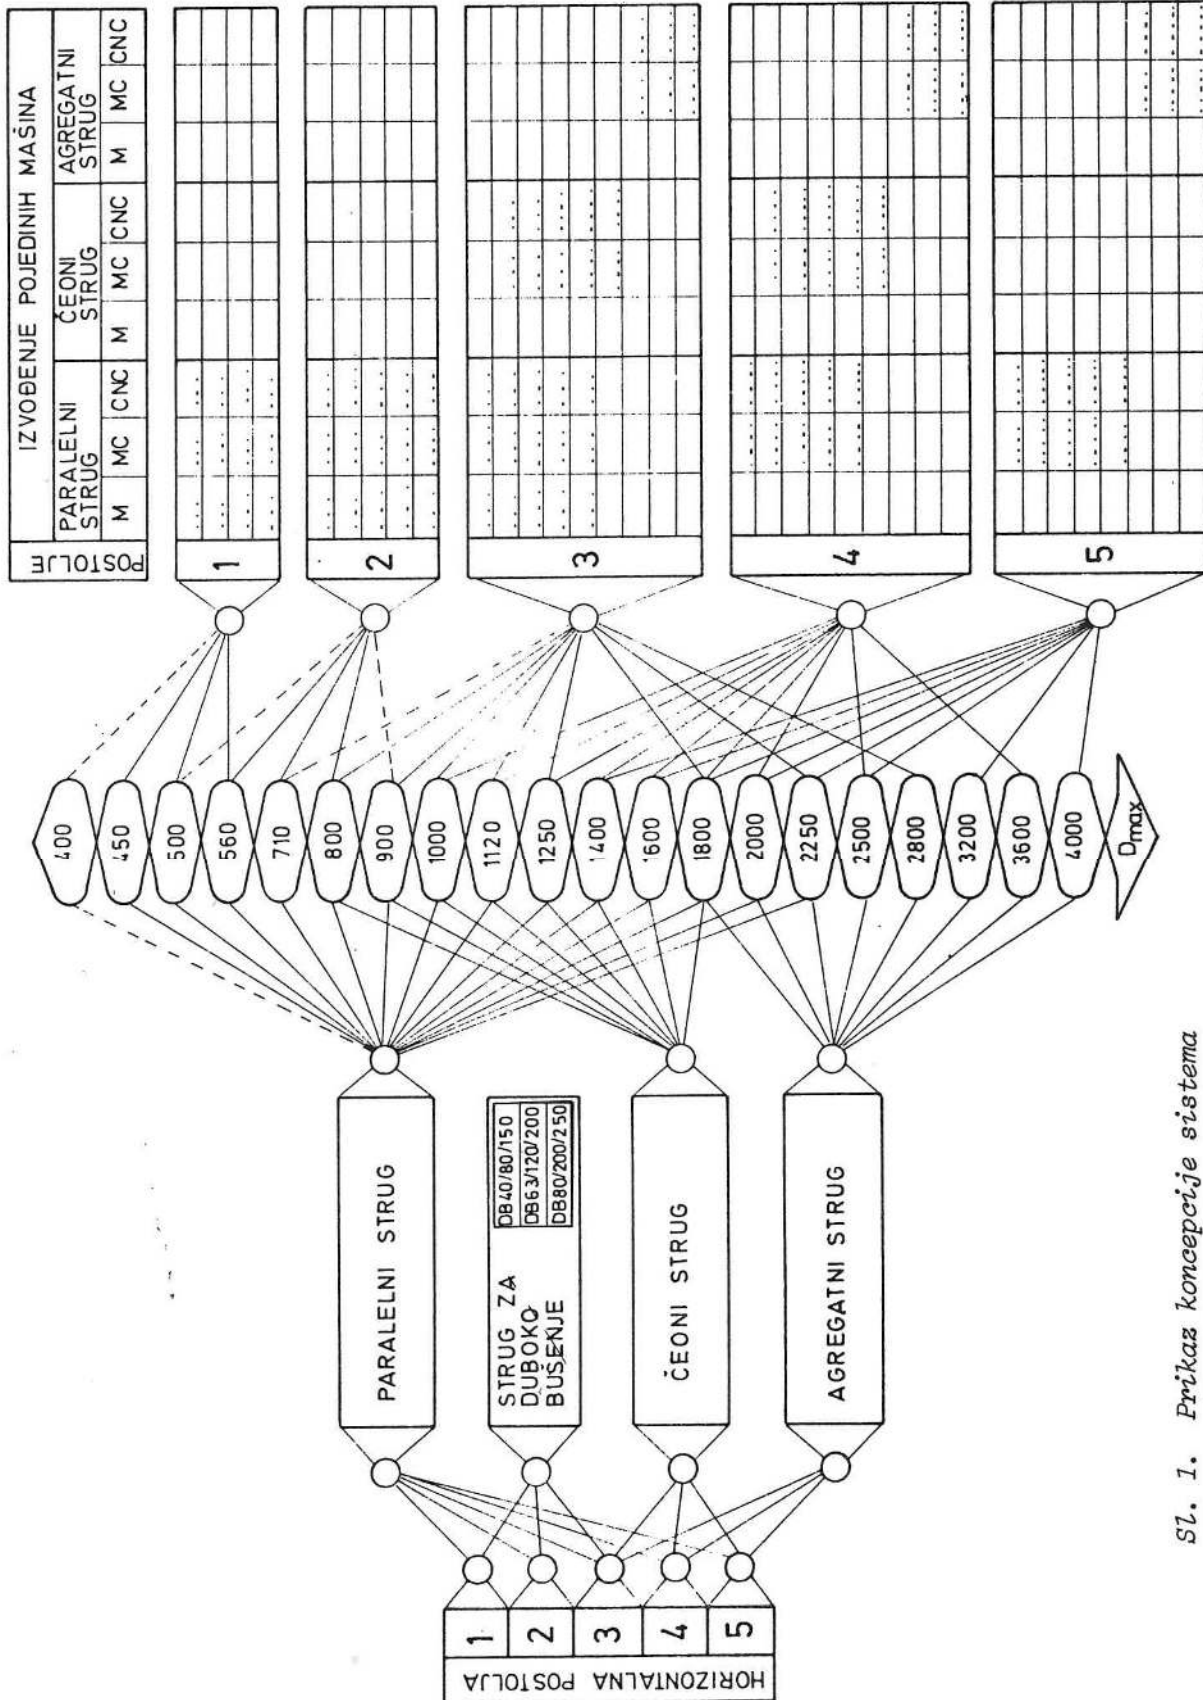 HORIZONTALNA POSTOLJA
1
2
3
4
5
PARALELNI STRUG
STRUG ZA
DUBOKO
BUŠENJE
DB40/80/150
DB63/120/200
DB80/200/250
ČEONI STRUG
AGREGATNI STRUG
400
450
500
560
710
800
900
1000
1120
1250
1400
1600
1800
2000
2250
2500
2800
3200
3600
4000
Dmax
POSTOLJE
IZVOĐENJE POJEDINIH MAŠINA
PARALELNI
STRUG
ČEONI
STRUG
AGREGATNI
STRUG
M MC CNC M MC CNC M MC CNC
1
2
3
4
5
Sl. 1. Prikaz koncepcije sistema